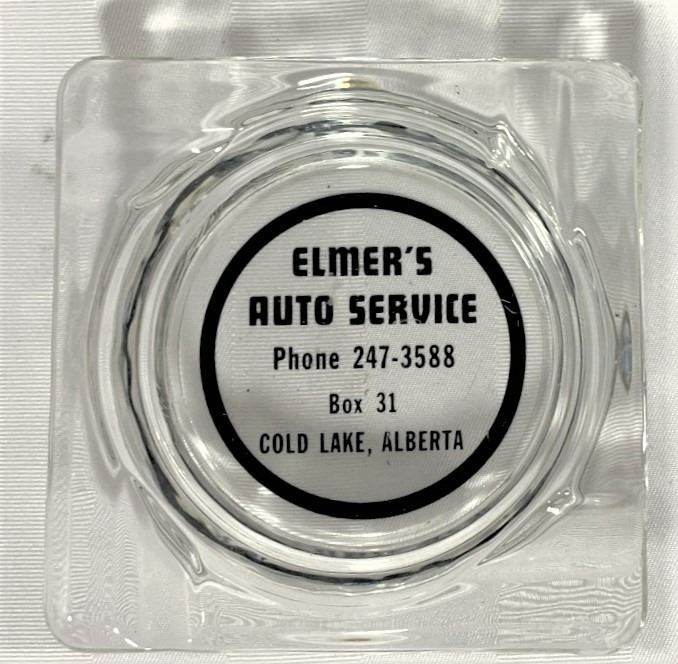 ELMER'S
AUTO SERVICE
Phone 247-3588
Box 31
COLD LAKE, ALBERTA